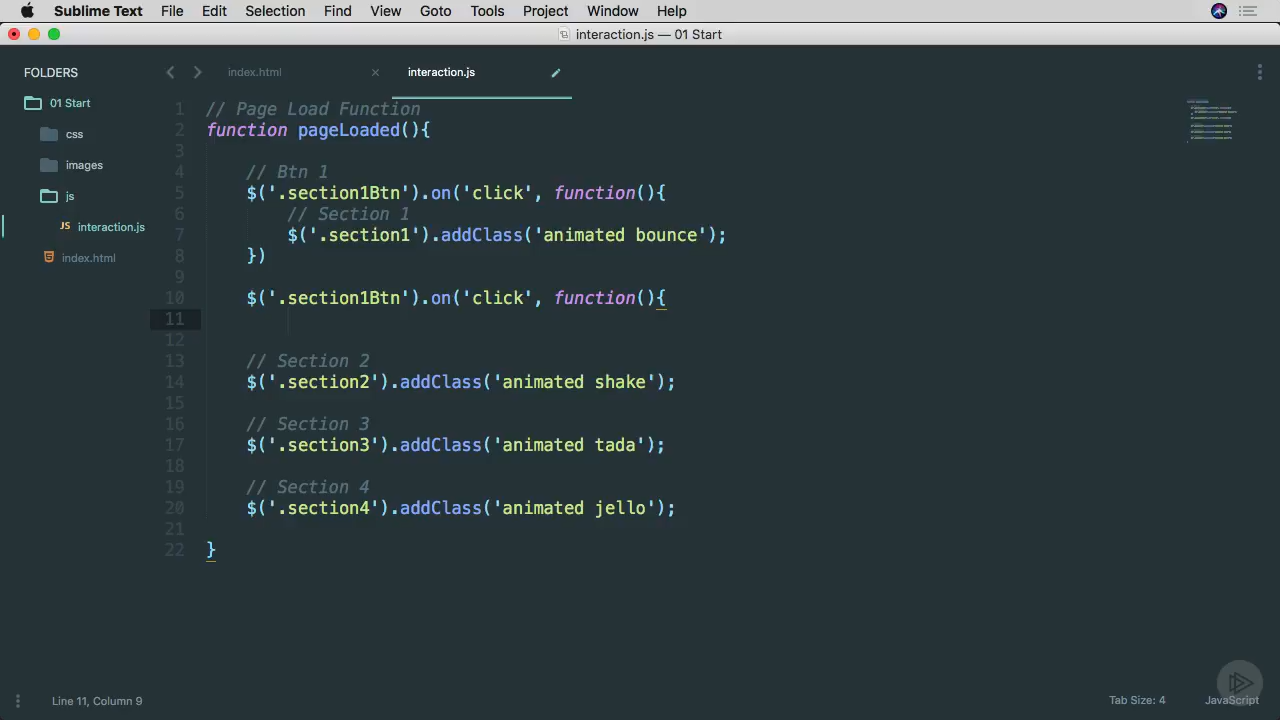 Sublime Text File Edit Selection Find View Goto Tools Project Window Help
interaction.js — 01 Start
FOLDERS
01 Start
css
images
js
JS interaction.js
index.html
index.html interaction.js
1 // Page Load Function
2 function pageLoaded(){
3
4 // Btn 1
5 $('.section1Btn').on('click', function(){
6 // Section 1
7 $('.section1').addClass('animated bounce');
8 })
9
10 $('.section1Btn').on('click', function(){
11
12
13 // Section 2
14 $('.section2').addClass('animated shake');
15
16 // Section 3
17 $('.section3').addClass('animated tada');
18
19 // Section 4
20 $('.section4').addClass('animated jello');
21
22 }
Line 11, Column 9 Tab Size: 4 JavaScript